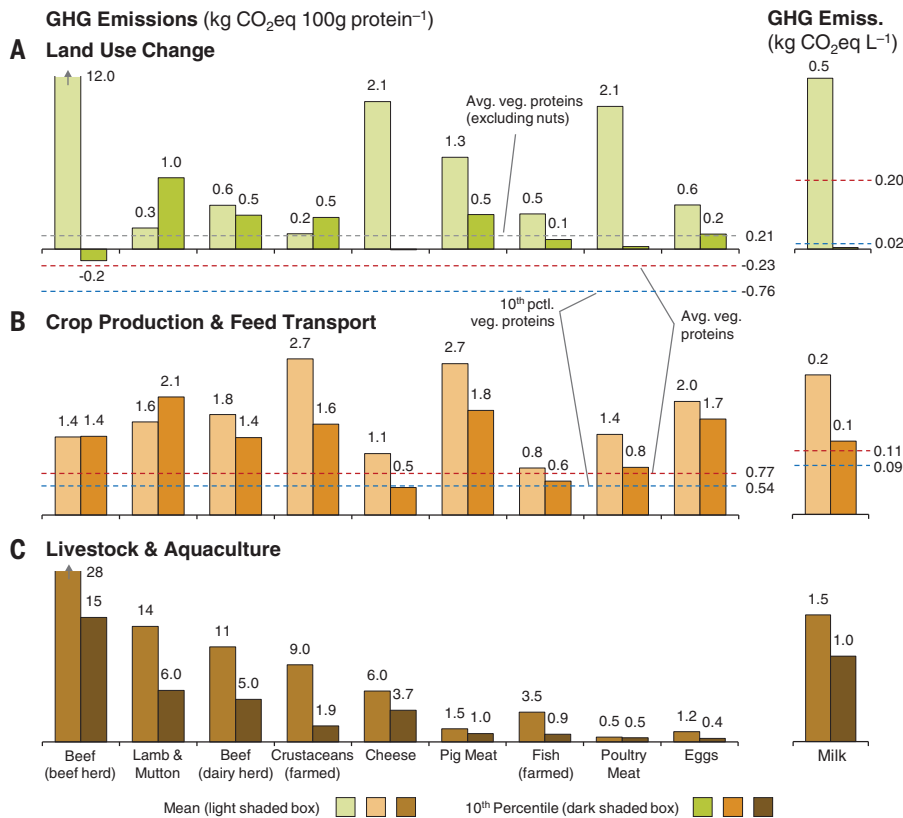 GHG Emissions (kg CO2eq 100g protein⁻¹)
GHG Emiss.
(kg CO2eq L⁻¹)
A Land Use Change
12.0
-0.2
0.3
1.0
0.6
0.5
0.2
0.5
2.1
1.3
0.5
0.5
0.1
2.1
0.6
0.2
Avg. veg. proteins
(excluding nuts)
0.21
-0.23
-0.76
0.5
0.20
0.02
B Crop Production & Feed Transport
10th pctl.
veg. proteins
Avg. veg.
proteins
1.4
1.4
1.6
2.1
1.8
1.4
2.7
1.6
1.1
0.5
2.7
1.8
0.8
0.6
1.4
0.8
2.0
1.7
0.77
0.54
0.2
0.1
0.11
0.09
C Livestock & Aquaculture
28
15
14
6.0
11
5.0
9.0
1.9
6.0
3.7
1.5
1.0
3.5
0.9
0.5
0.5
1.2
0.4
1.5
1.0
Beef
(beef herd)
Lamb &
Mutton
Beef
(dairy herd)
Crustaceans
(farmed)
Cheese
Pig Meat
Fish
(farmed)
Poultry
Meat
Eggs
Milk
Mean (light shaded box)
10th Percentile (dark shaded box)